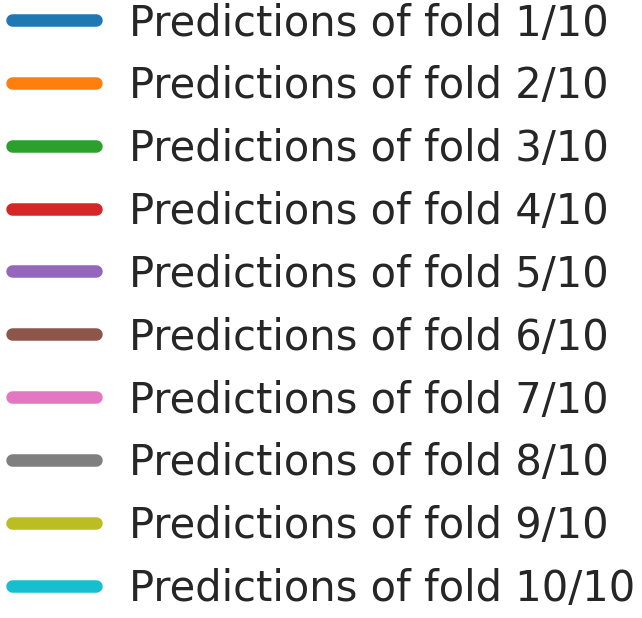 Predictions of fold 1/10
Predictions of fold 2/10
Predictions of fold 3/10
Predictions of fold 4/10
Predictions of fold 5/10
Predictions of fold 6/10
Predictions of fold 7/10
Predictions of fold 8/10
Predictions of fold 9/10
Predictions of fold 10/10